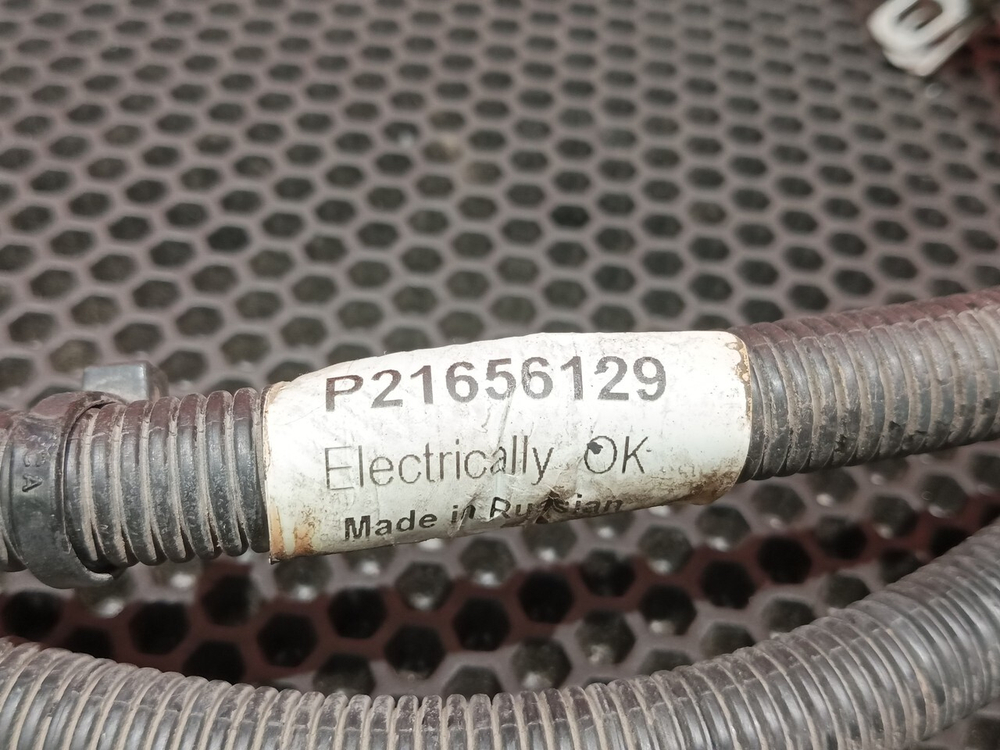 P21656129
Electrically OK
Made in Russian